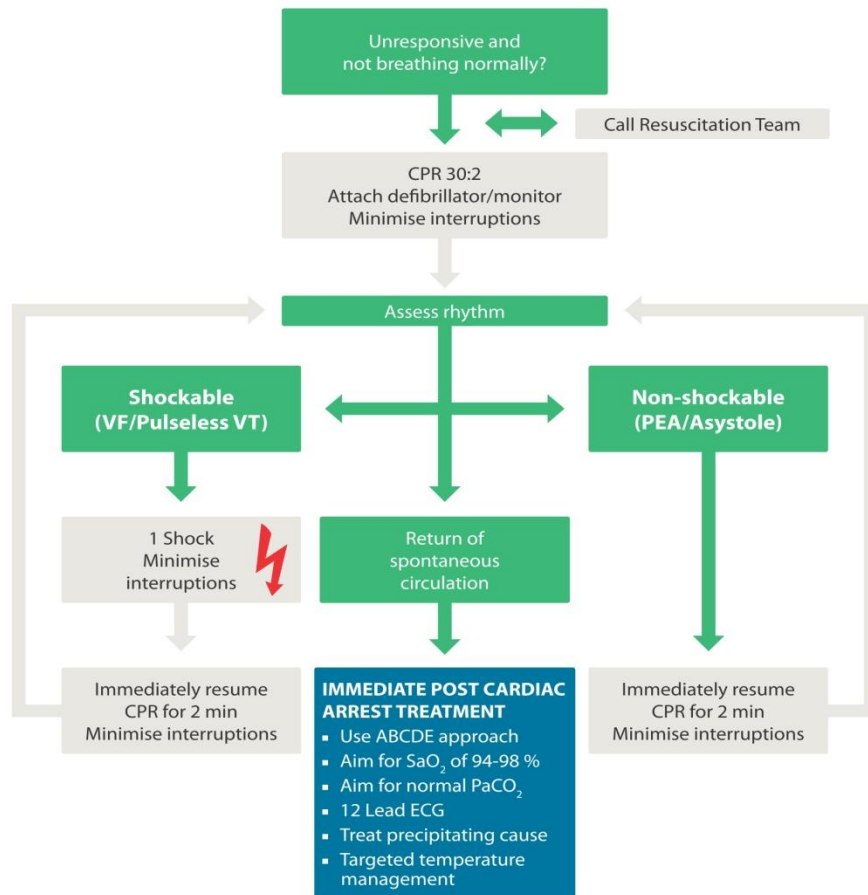 Unresponsive and
not breathing normally?
Call Resuscitation Team
CPR 30:2
Attach defibrillator/monitor
Minimise interruptions
Assess rhythm
Shockable
(VF/Pulseless VT)
Non-shockable
(PEA/Asystole)
1 Shock
Minimise
interruptions
Return of
spontaneous
circulation
Immediately resume
CPR for 2 min
Minimise interruptions
IMMEDIATE POST CARDIAC
ARREST TREATMENT
▪ Use ABCDE approach
▪ Aim for SaO₂ of 94-98 %
▪ Aim for normal PaCO₂
▪ 12 Lead ECG
▪ Treat precipitating cause
▪ Targeted temperature
management
Immediately resume
CPR for 2 min
Minimise interruptions